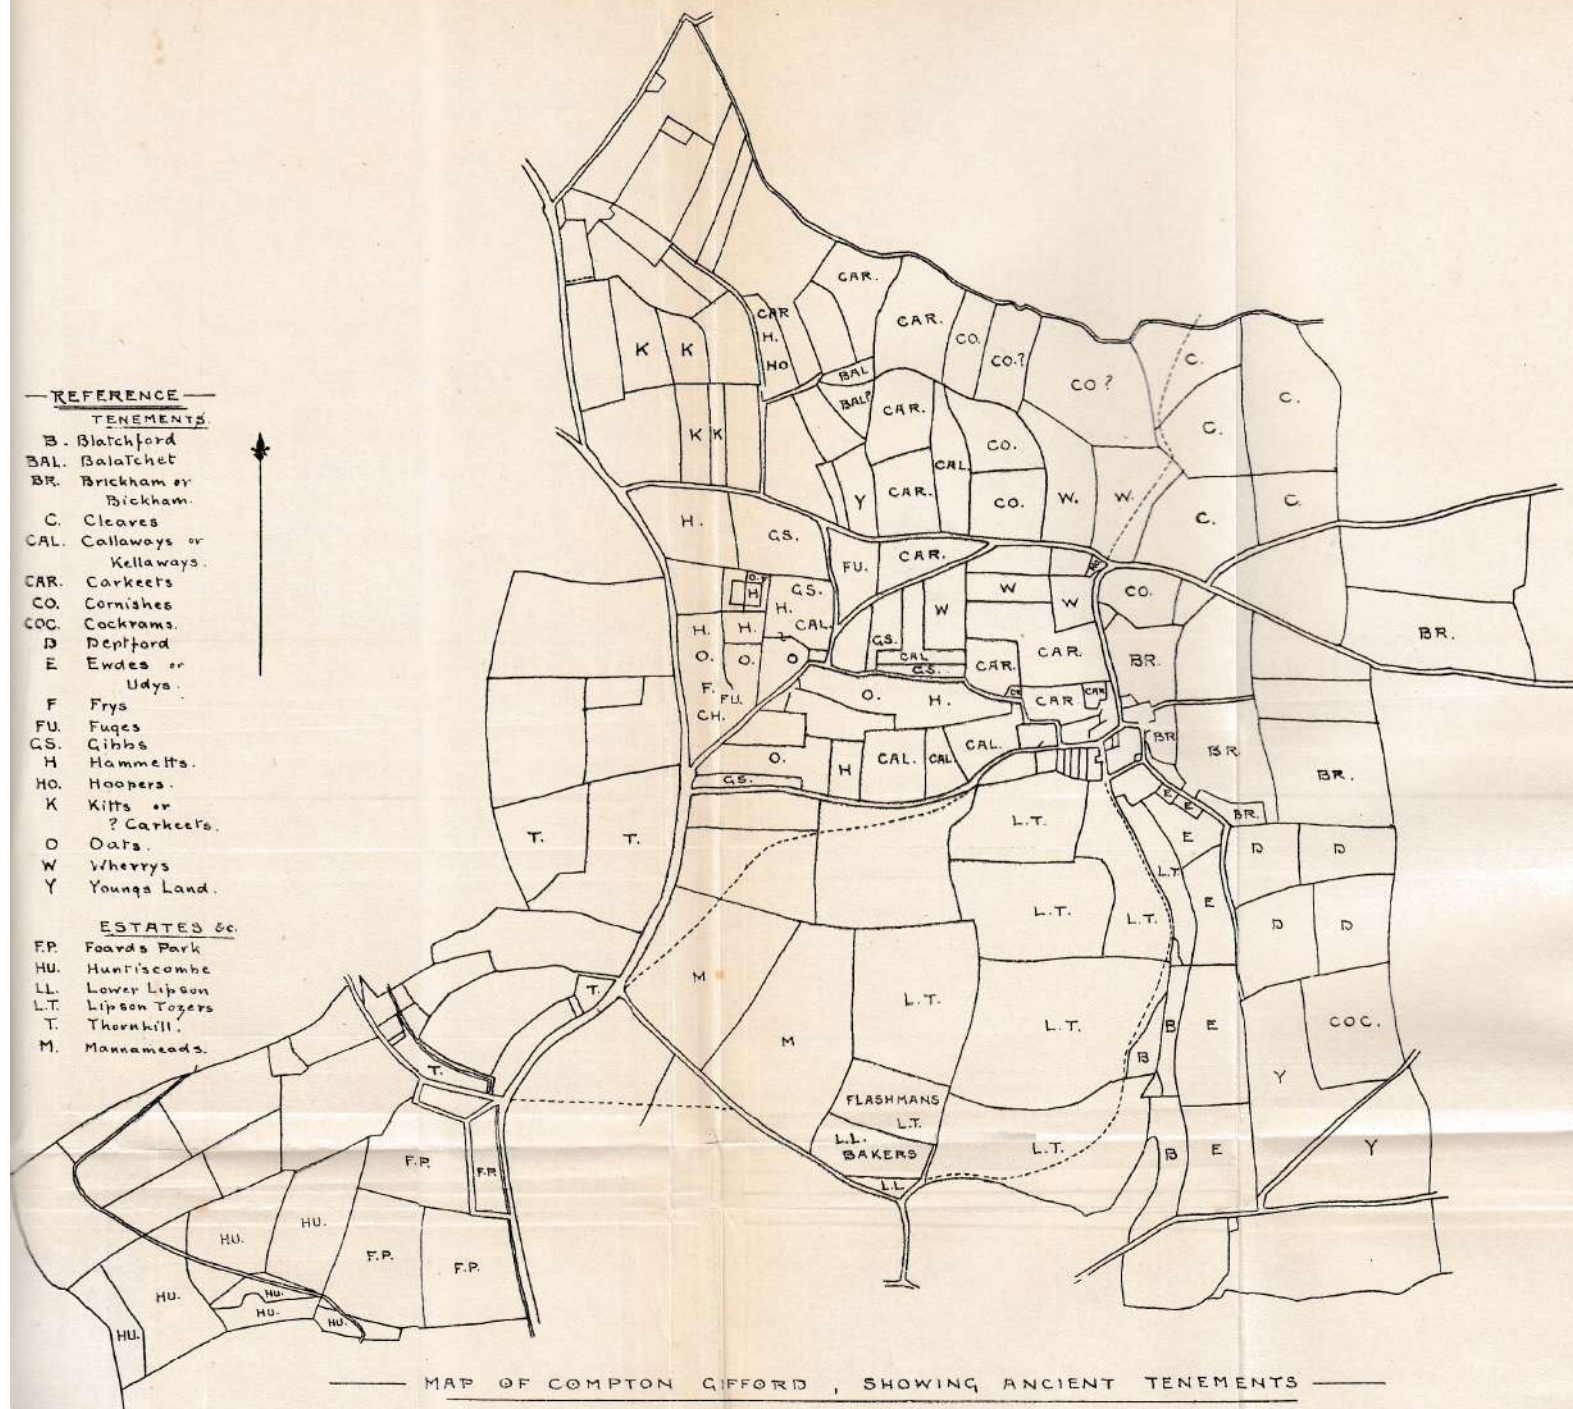 REFERENCE
TENEMENTS.
B. Blatchford
BAL. Balatchet
BR. Brickham or
Bickham.
C. Cleaves
CAL. Callaways or
Kellaways.
CAR. Carkeets
CO. Cornishes
COC. Cockrams.
D Deptford
E Ewdes or
Udys.
F Frys
FU. Fuges
GS. Gibbs
H Hammetts.
HO. Hoopers.
K Kitts or
? Carkeets.
O Oats.
W Wherrys
Y Youngs Land.
ESTATES &c.
F.P. Foards Park
HU. Huntiscombe
LL. Lower Lipson
L.T. Lipson Tozers
T. Thornhill.
M. Mannameads.
CAR.
CAR
H.
HO
CAR.
CO.
CO.?
CO ?
C.
C.
C.
K
K
BAL
BAL?
CAR.
K
K
CO.
CAL.
Y
CAR.
CO.
W.
W.
C.
C.
H.
GS.
FU.
CAR.
O.
H
GS.
H.
CAL.
?
W
W
W
CO.
BR.
H.
H.
O.
O.
O
F.
FU.
CH.
GS.
CAL
GS.
CAR.
CAR.
BR.
O.
H.
CAR
CAR
O.
H
CAL.
CAL
CAL.
BR
BR
BR.
GS.
T.
T.
L.T.
E
E
BR.
E
D
D
L.T.
L.T.
L.T.
E
D
D
M
L.T.
T.
L.T.
B
E
COC.
M
B
Y
T.
FLASHMANS
L.T.
L.L.
BAKERS
L.T.
B
E
Y
L.L.
F.P.
F.P.
HU.
HU.
F.P.
F.P.
HU.
HU.
HU.
HU.
HU.
MAP OF COMPTON GIFFORD, SHOWING ANCIENT TENEMENTS